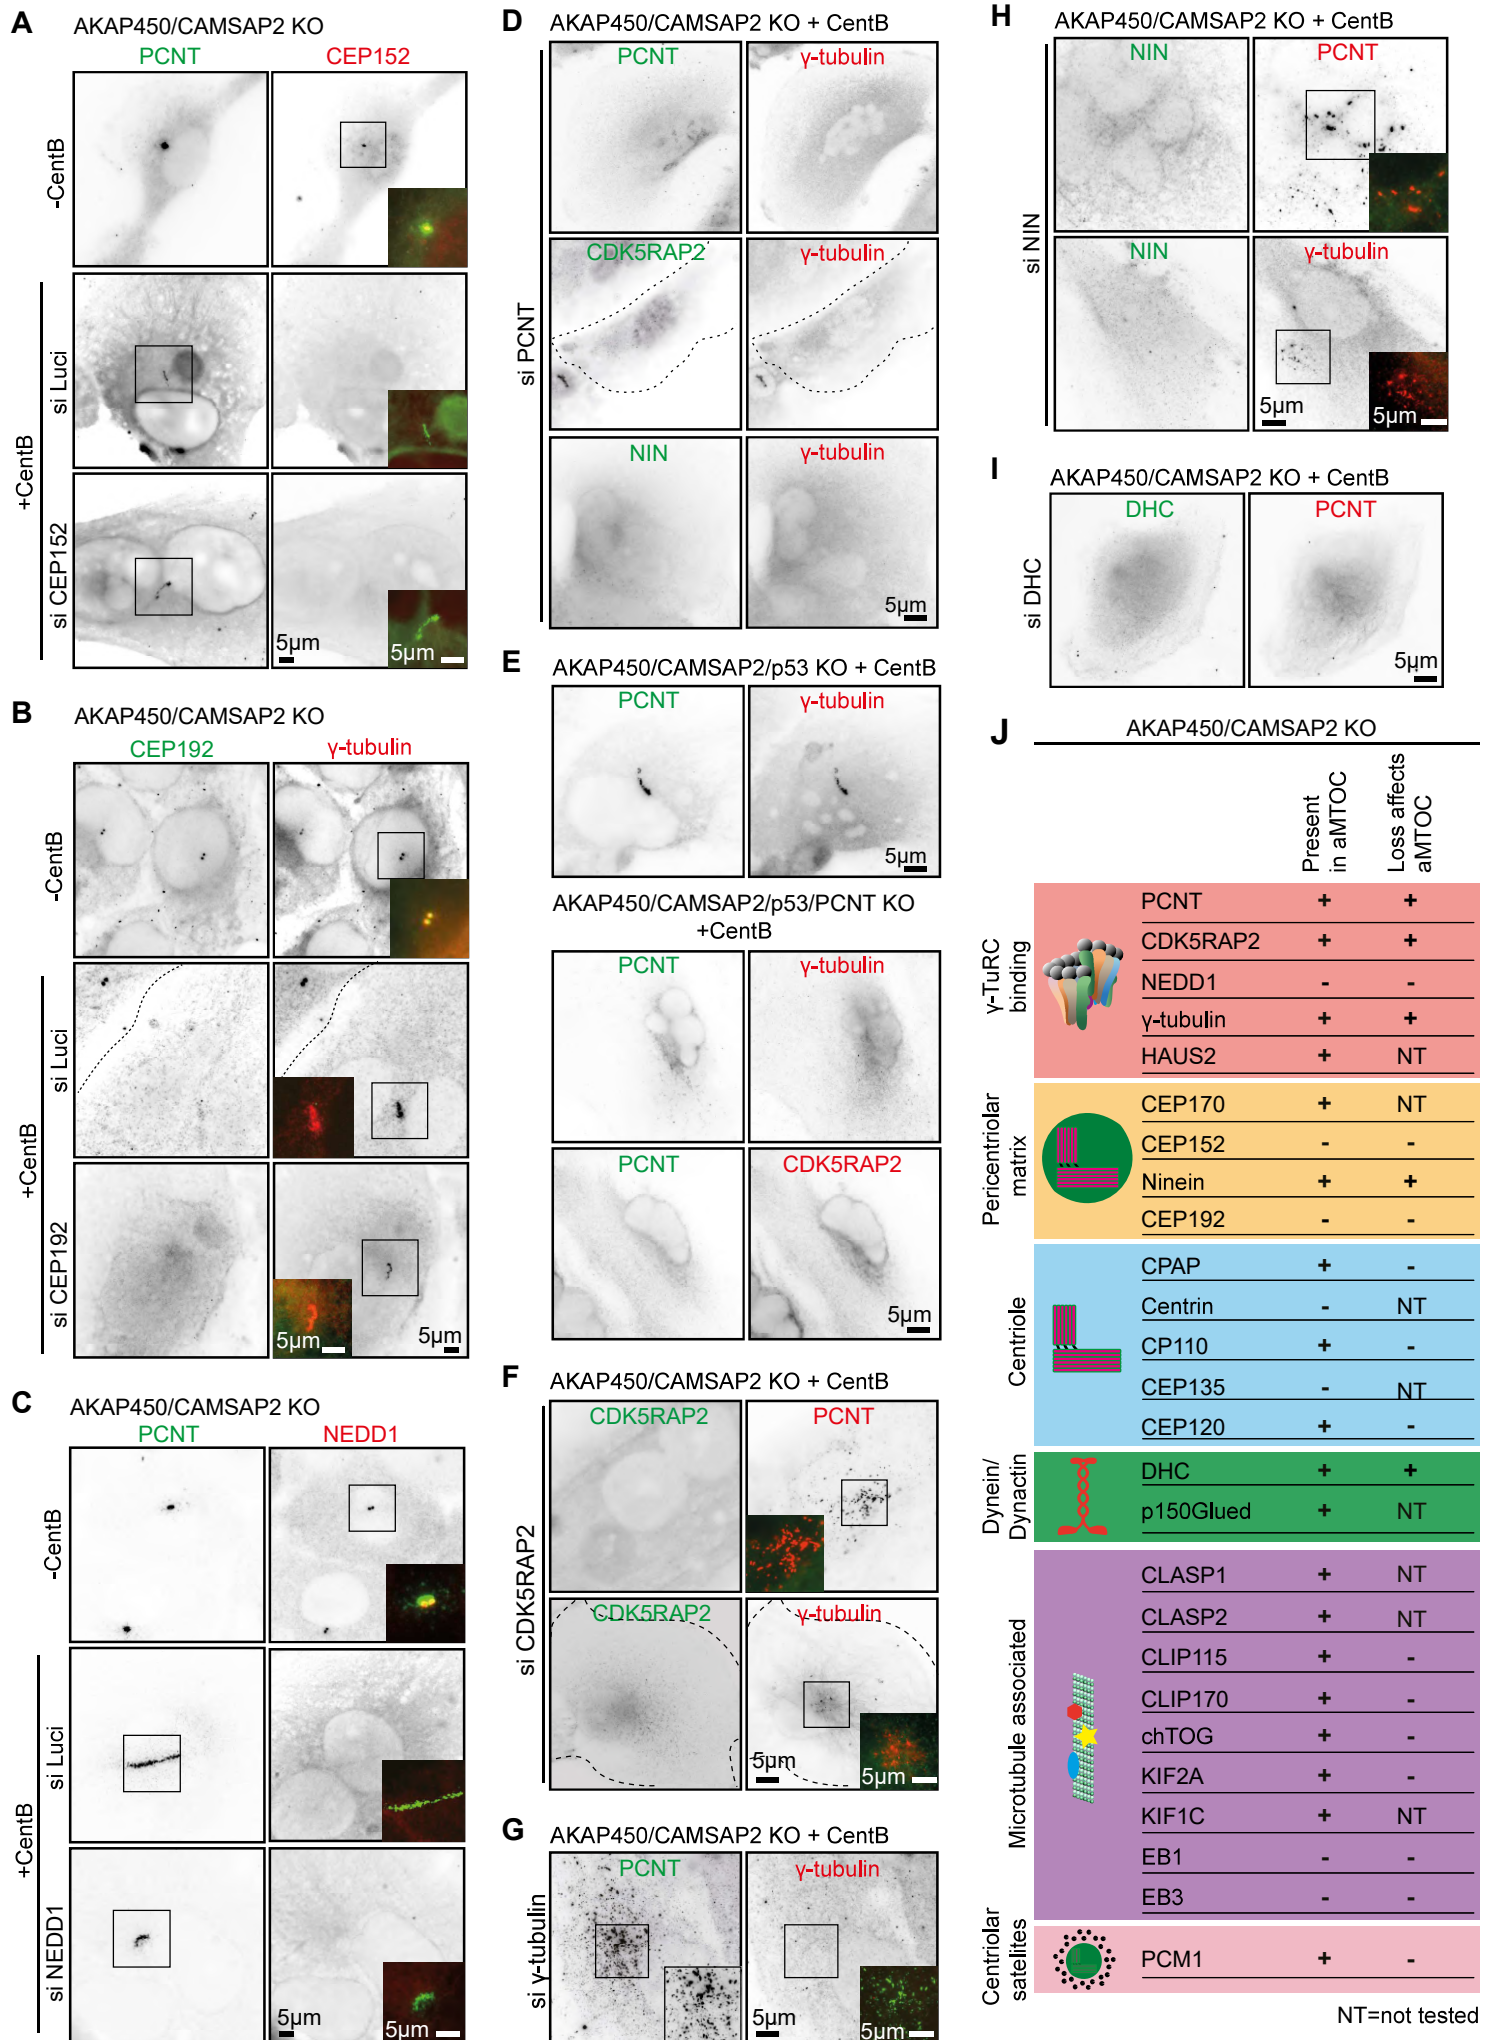 A
AKAP450/CAMSAP2 KO
PCNT
CEP152
-CentB
+CentB
si Luci
si CEP152
5µm
5µm
B
AKAP450/CAMSAP2 KO
CEP192
γ-tubulin
-CentB
+CentB
si Luci
si CEP192
5µm
5µm
C
AKAP450/CAMSAP2 KO
PCNT
NEDD1
-CentB
+CentB
si Luci
si NEDD1
5µm
5µm
D
AKAP450/CAMSAP2 KO + CentB
si PCNT
PCNT
γ-tubulin
CDK5RAP2
γ-tubulin
NIN
γ-tubulin
5µm
E
AKAP450/CAMSAP2/p53 KO + CentB
PCNT
γ-tubulin
5µm
AKAP450/CAMSAP2/p53/PCNT KO
+CentB
PCNT
γ-tubulin
PCNT
CDK5RAP2
5µm
F
AKAP450/CAMSAP2 KO + CentB
si CDK5RAP2
CDK5RAP2
PCNT
CDK5RAP2
γ-tubulin
5µm
5µm
G
AKAP450/CAMSAP2 KO + CentB
si γ-tubulin
PCNT
γ-tubulin
5µm
5µm
H
AKAP450/CAMSAP2 KO + CentB
si NIN
NIN
PCNT
NIN
γ-tubulin
5µm
5µm
I
AKAP450/CAMSAP2 KO + CentB
si DHC
DHC
PCNT
5µm
J
AKAP450/CAMSAP2 KO
Present
in aMTOC
Loss affects
aMTOC
γ-TuRC
binding
PCNT + +
CDK5RAP2 + +
NEDD1 - -
γ-tubulin + +
HAUS2 + NT
Pericentriolar
matrix
CEP170 + NT
CEP152 - -
Ninein + +
CEP192 - -
Centriole
CPAP + -
Centrin - NT
CP110 + -
CEP135 - NT
CEP120 + -
Dynein/
Dynactin
DHC + +
p150Glued + NT
Microtubule associated
CLASP1 + NT
CLASP2 + NT
CLIP115 + -
CLIP170 + -
chTOG + -
KIF2A + -
KIF1C + NT
EB1 - -
EB3 - -
Centriolar
satelites
PCM1 + -
NT=not tested